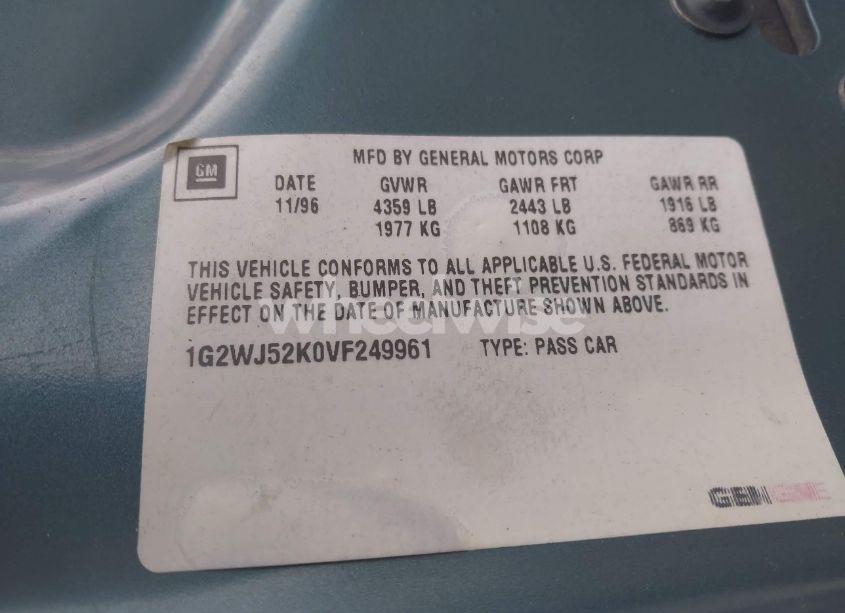 GM
MFD BY GENERAL MOTORS CORP
DATE GVWR GAWR FRT GAWR RR
11/96 4359 LB 2443 LB 1916 LB
1977 KG 1108 KG 869 KG
THIS VEHICLE CONFORMS TO ALL APPLICABLE U.S. FEDERAL MOTOR
VEHICLE SAFETY, BUMPER, AND THEFT PREVENTION STANDARDS IN
EFFECT ON THE DATE OF MANUFACTURE SHOWN ABOVE.
wheelwise
1G2WJ52K0VF249961 TYPE: PASS CAR